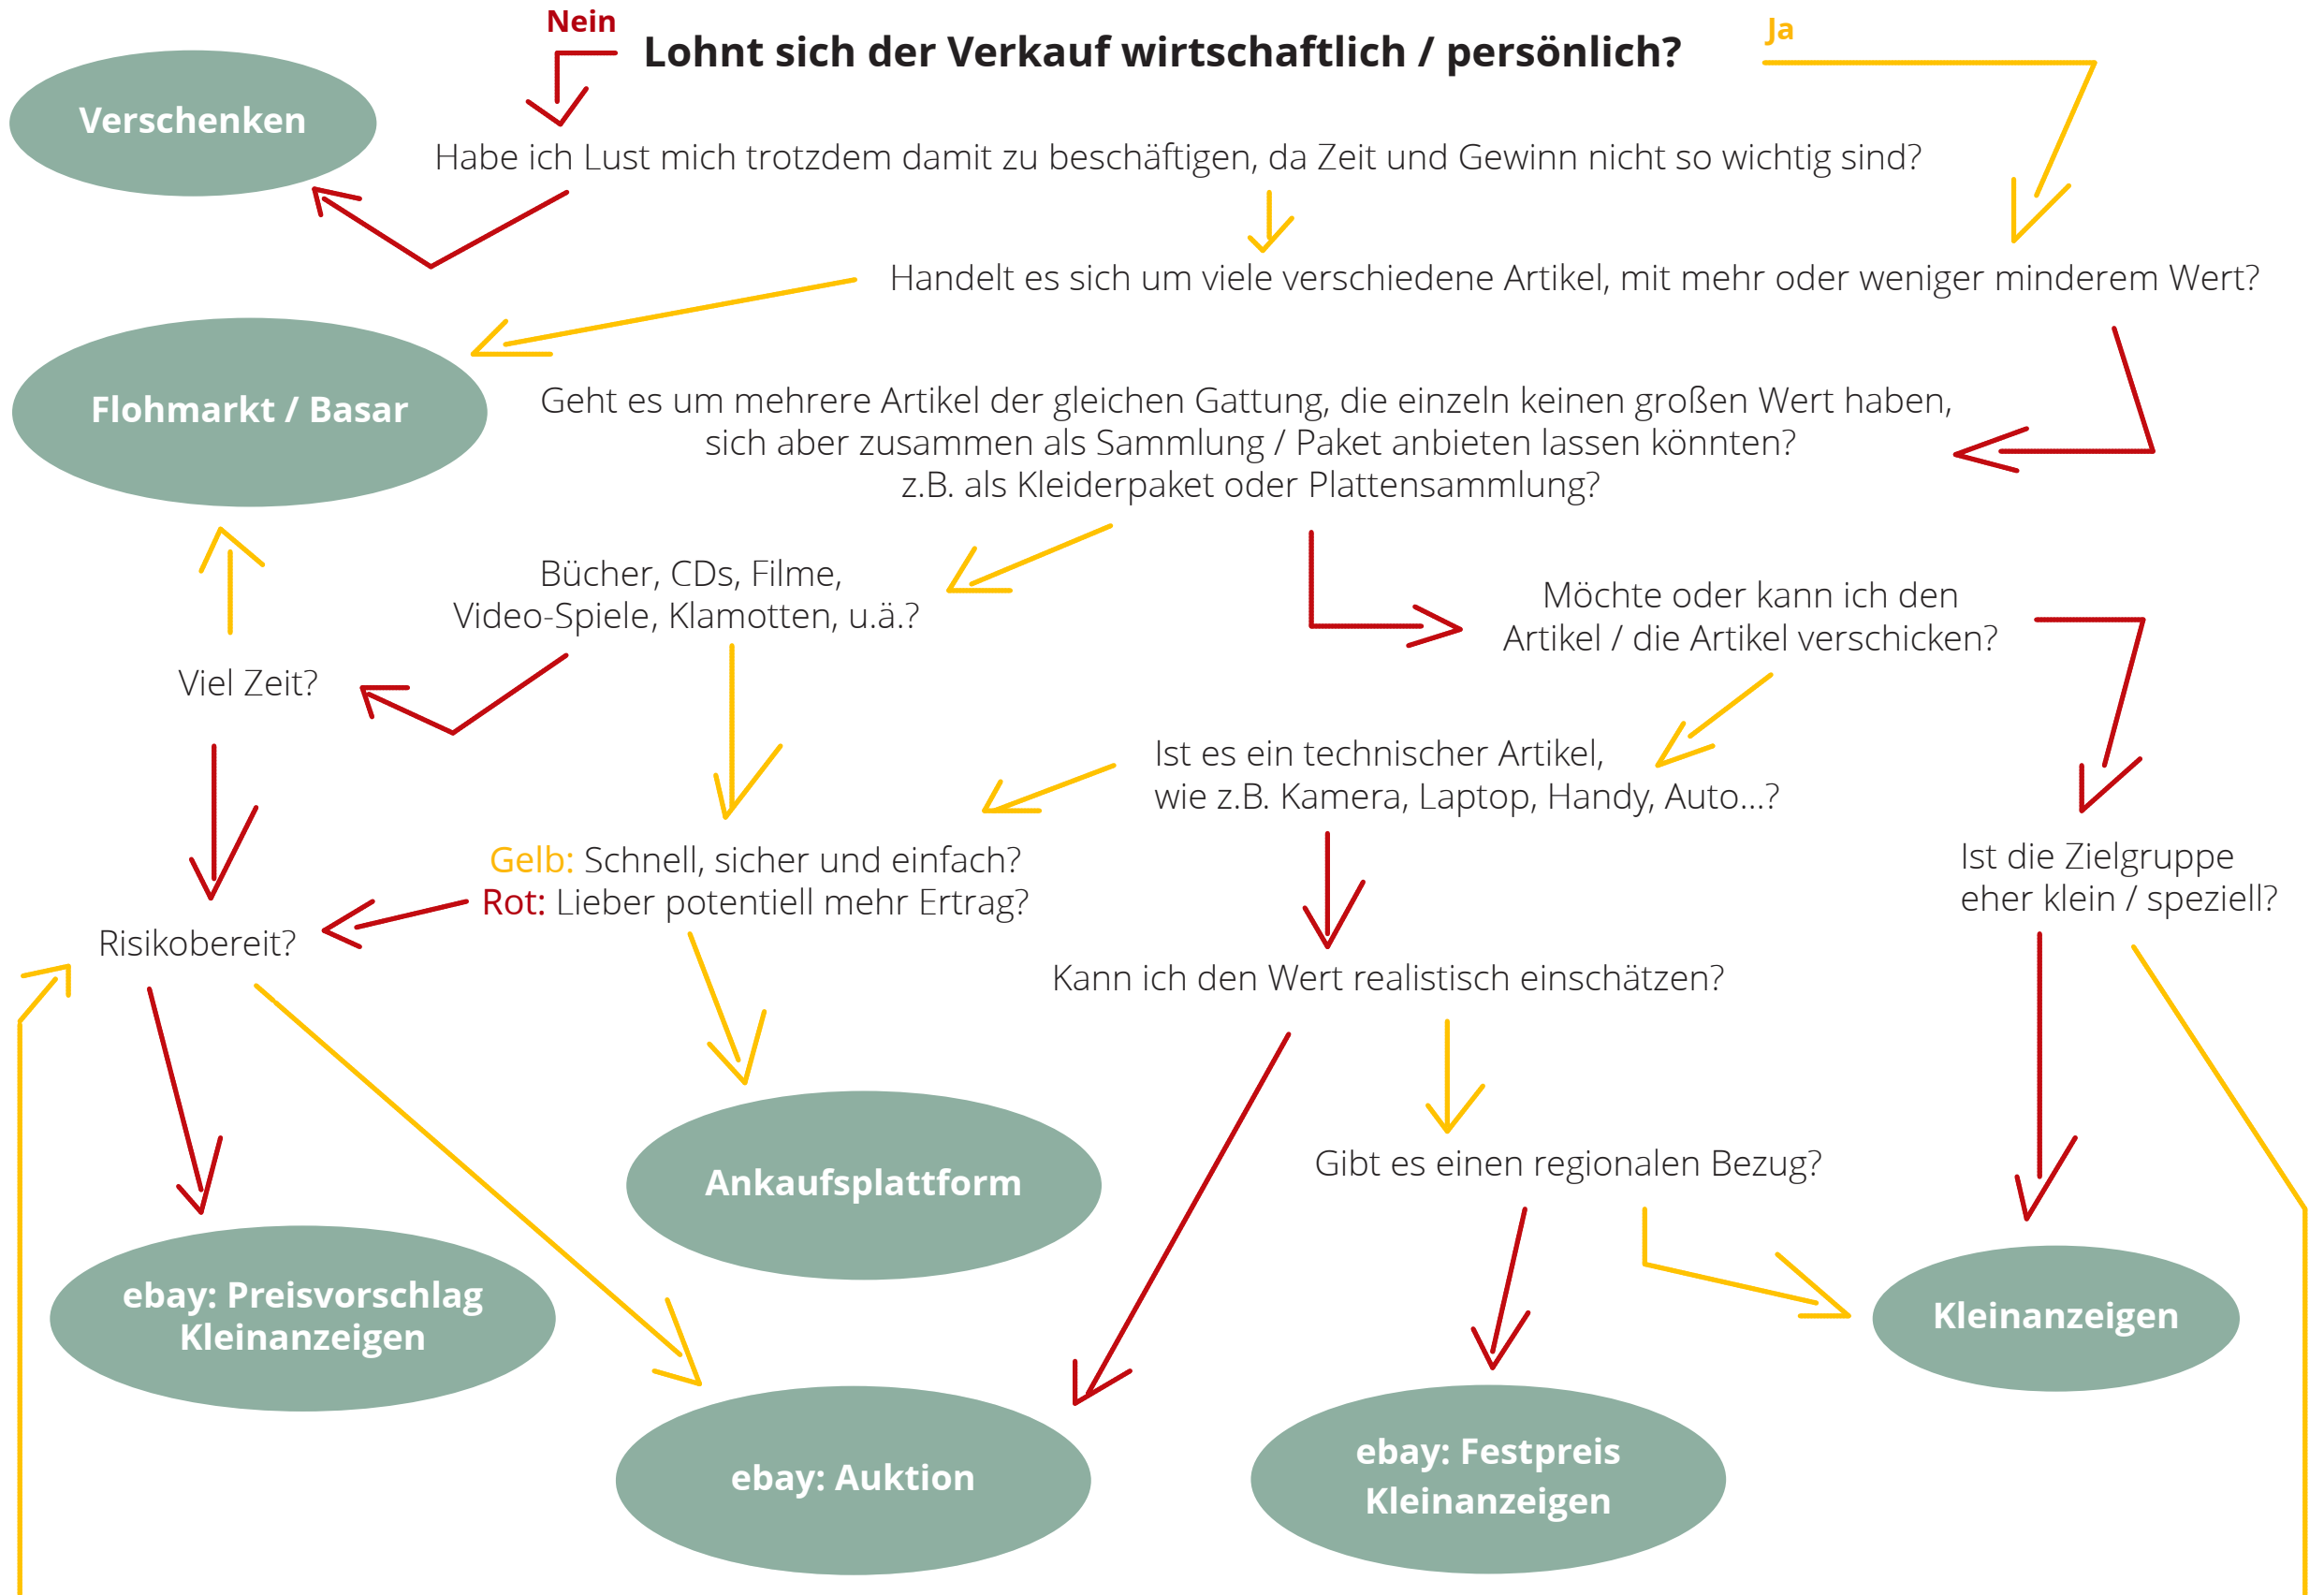 Nein
Lohnt sich der Verkauf wirtschaftlich / persönlich?
Ja
Verschenken
Habe ich Lust mich trotzdem damit zu beschäftigen, da Zeit und Gewinn nicht so wichtig sind?
Handelt es sich um viele verschiedene Artikel, mit mehr oder weniger minderem Wert?
Flohmarkt / Basar
Geht es um mehrere Artikel der gleichen Gattung, die einzeln keinen großen Wert haben,
sich aber zusammen als Sammlung / Paket anbieten lassen könnten?
z.B. als Kleiderpaket oder Plattensammlung?
Bücher, CDs, Filme,
Video-Spiele, Klamotten, u.ä.?
Möchte oder kann ich den
Artikel / die Artikel verschicken?
Viel Zeit?
Ist es ein technischer Artikel,
wie z.B. Kamera, Laptop, Handy, Auto...?
Gelb: Schnell, sicher und einfach?
Rot: Lieber potentiell mehr Ertrag?
Ist die Zielgruppe
eher klein / speziell?
Risikobereit?
Kann ich den Wert realistisch einschätzen?
Gibt es einen regionalen Bezug?
Ankaufsplattform
ebay: Preisvorschlag
Kleinanzeigen
Kleinanzeigen
ebay: Auktion
ebay: Festpreis
Kleinanzeigen